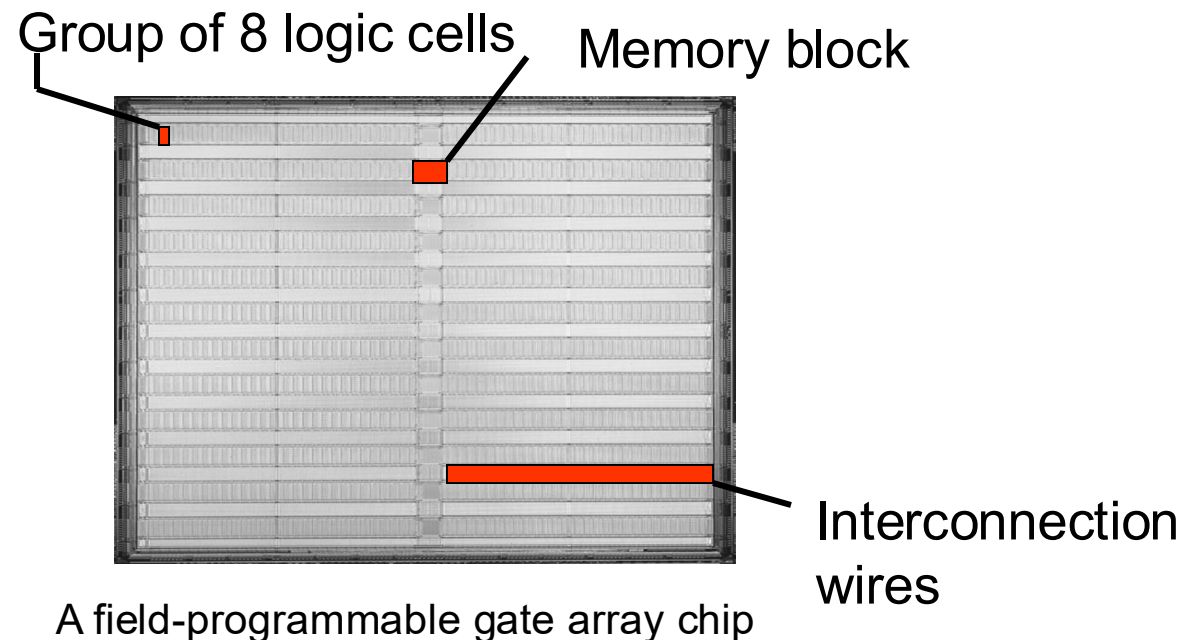 Group of 8 logic cells
Memory block
Interconnection
wires
A field-programmable gate array chip